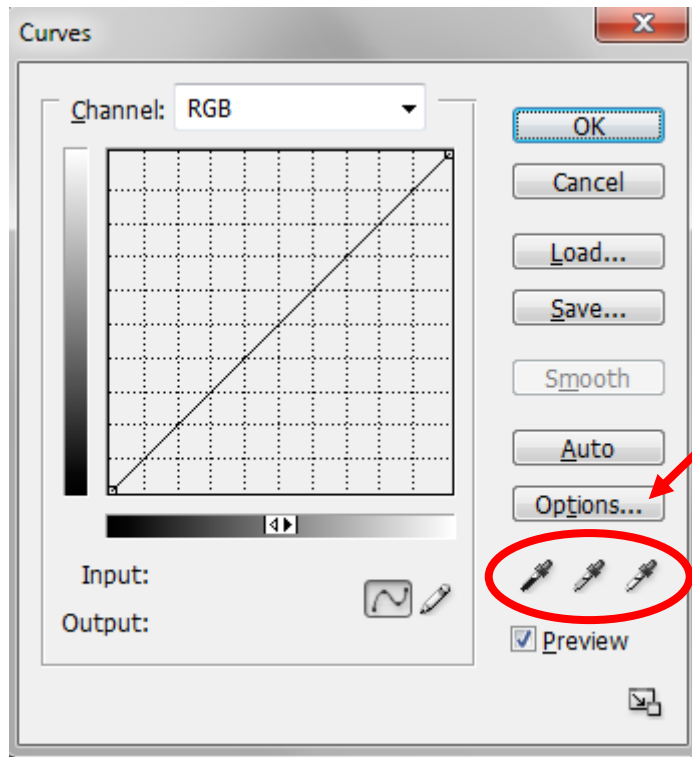 Curves
Channel: RGB
OK
Cancel
Load...
Save...
Smooth
Auto
Options...
Input:
Output:
Preview